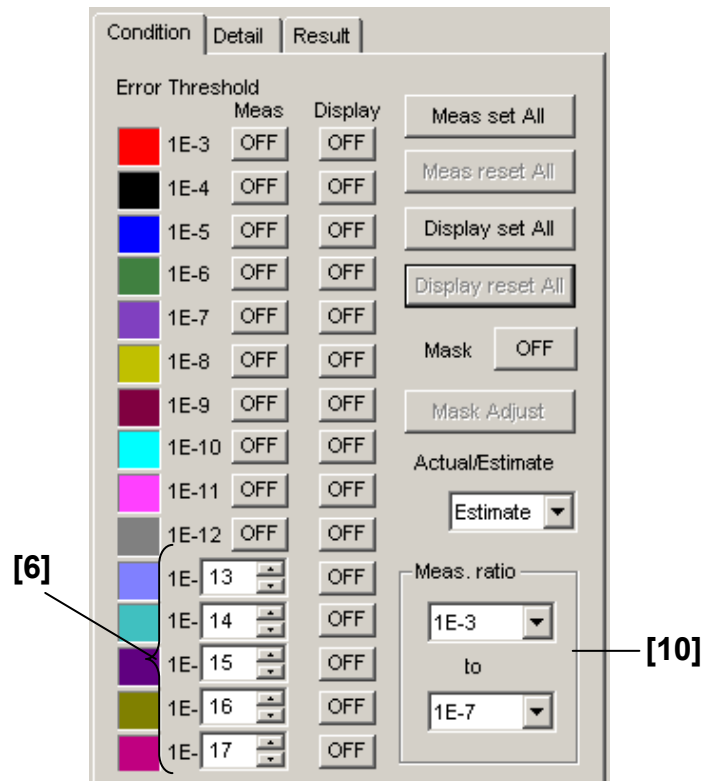 Condition Detail Result
Error Threshold
Meas Display Meas set All
1E-3 OFF OFF
Meas reset All
1E-4 OFF OFF
1E-5 OFF OFF Display set All
1E-6 OFF OFF Display reset All
1E-7 OFF OFF
1E-8 OFF OFF Mask OFF
1E-9 OFF OFF Mask Adjust
1E-10 OFF OFF
Actual/Estimate
1E-11 OFF OFF
Estimate
1E-12 OFF OFF
[6] 1E- 13 OFF Meas. ratio
1E- 14 OFF 1E-3
1E- 15 OFF to [10]
1E- 16 OFF 1E-7
1E- 17 OFF